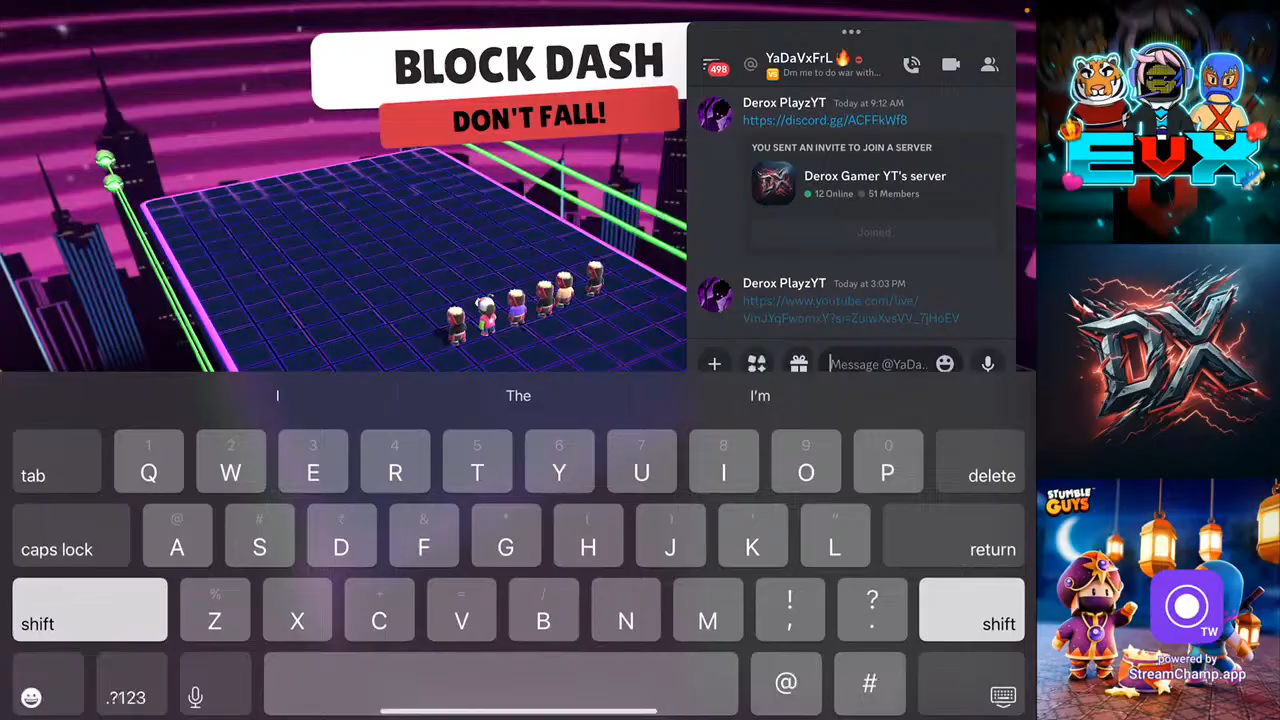 BLOCK DASH
DON'T FALL!
498
@
YaDaVxFrL🔥
VS Dm me to do war with...
Derox PlayzYT Today at 9:12 AM
https://discord.gg/ACFFkWf8
YOU SENT AN INVITE TO JOIN A SERVER
DX
Derox Gamer YT's server
12 Online 51 Members
Joined
Derox PlayzYT Today at 3:03 PM
https://www.youtube.com/live/
VinJYqFwomxY?si=ZuiwXvsVV_7jHoEV
Message @YaDa..
I The I'm
1 2 3 4 5 6 7 8 9 0
tab Q W E R T Y U I O P delete
@ # ₹ & * ( ) ' "
caps lock A S D F G H J K L return
% - + = / ! ?
shift Z X C V B N M , . shift
.?123 @ #
EVX
V
DX
STUMBLE
GUYS
TW
powered by
StreamChamp.app